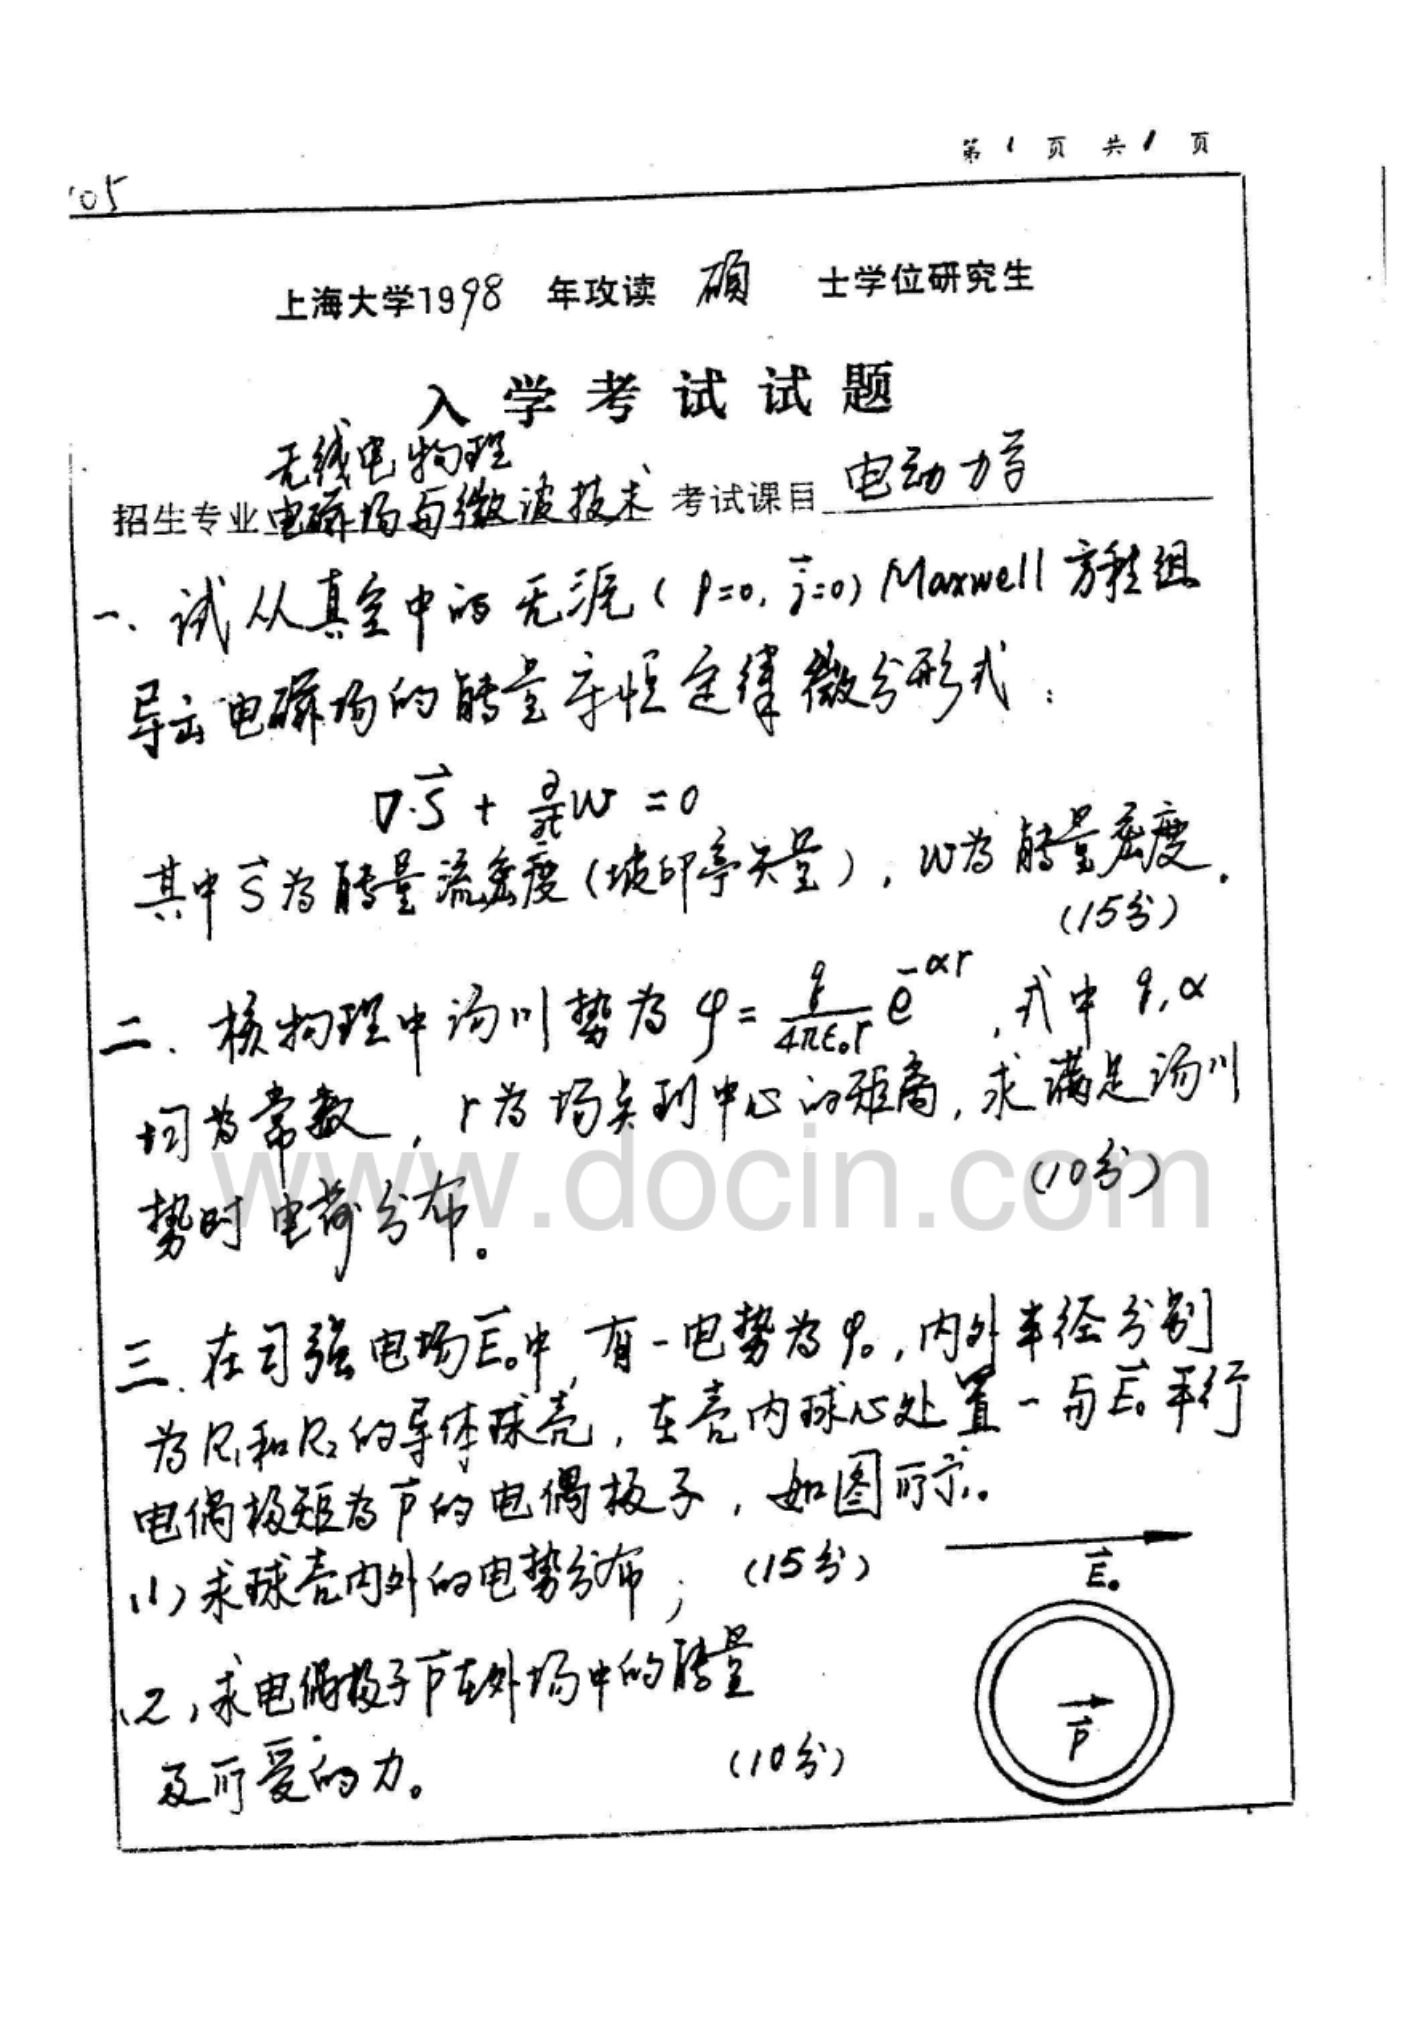 第 1 页 共 1 页
'05
上海大学1998 年攻读 硕 士学位研究生
入学考试试题
无线电物理
招生专业 电磁场与微波技术 考试课目 电动力学
一、试从真空中的无源(ρ=0, j⃗=0) Maxwell 方程组
导出电磁场的能量守恒定律微分形式:
∇·S⃗ + ∂/∂t w = 0
其中S⃗为能量流密度(坡印亭矢量), w为能量密度.
(15分)
二、核物理中汤川势为 φ = q/(4πε₀r) e^{-αr}, 式中 q, α
均为常数, r为场点到中心的距离, 求满足汤川
势时电荷分布。 (10分)
www.docin.com
三、在匀强电场E⃗₀中, 有一电势为φ₀, 内外半径分别
为R₁和R₂的导体球壳, 在壳内球心处置一与E⃗₀平行
电偶极矩为p⃗的电偶极子, 如图所示。
(1)求球壳内外的电势分布; (15分)
E⃗₀
(2)求电偶极子p⃗在外场中的能量
p⃗
及所受的力。 (10分)